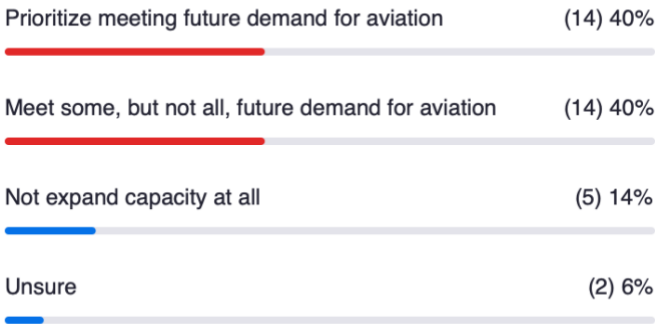 Prioritize meeting future demand for aviation (14) 40%
Meet some, but not all, future demand for aviation (14) 40%
Not expand capacity at all (5) 14%
Unsure (2) 6%